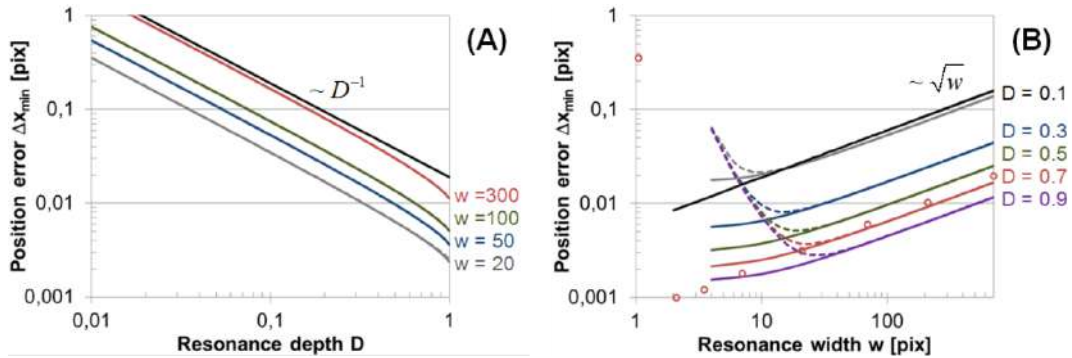 (A)
Position error Δx_min [pix]
1
0,1
0,01
0,001
~ D⁻¹
w =300
w =100
w = 50
w = 20
0,01
0,1
1
Resonance depth D
(B)
Position error Δx_min [pix]
1
0,1
0,01
0,001
~ √w
D = 0.1
D = 0.3
D = 0.5
D = 0.7
D = 0.9
1
10
100
Resonance width w [pix]